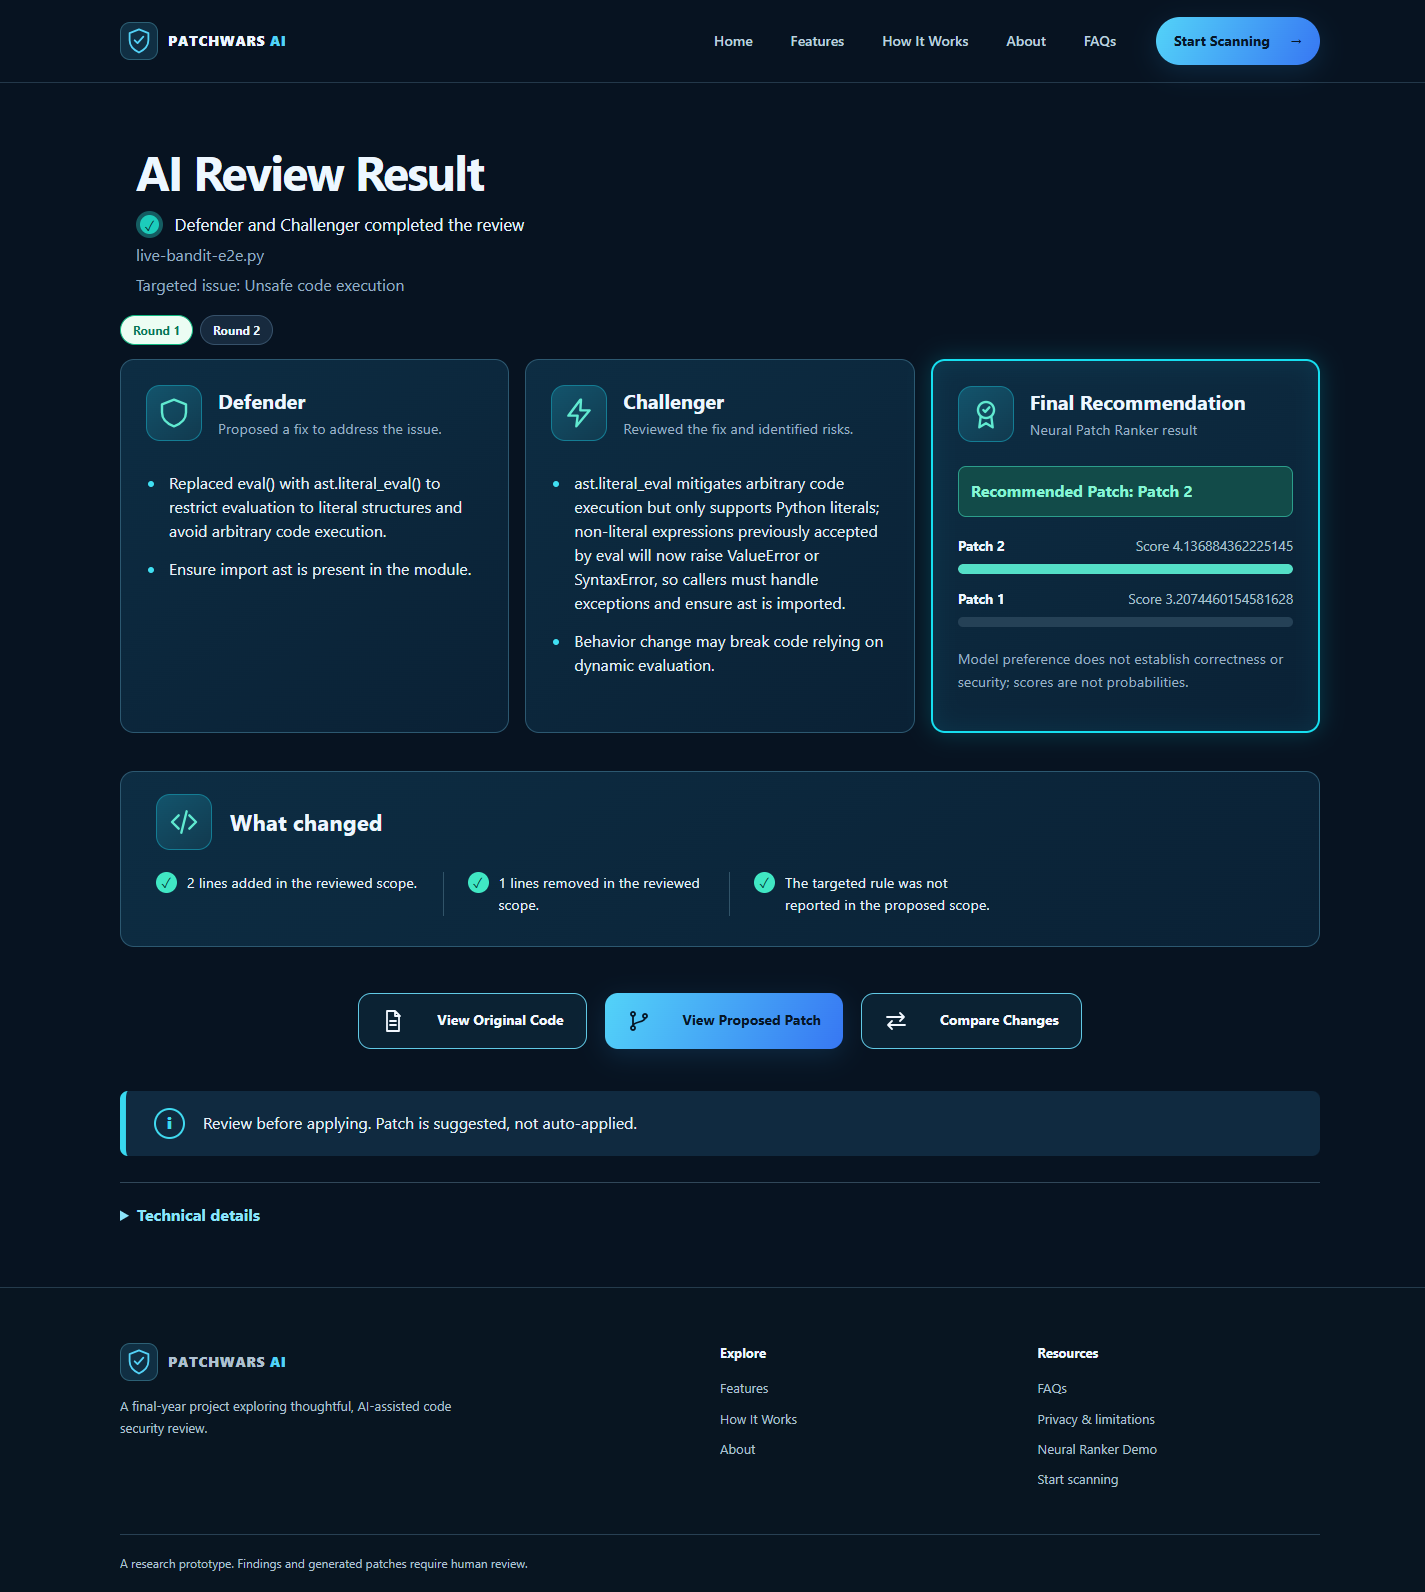 PATCHWARS AI
Home
Features
How It Works
About
FAQs
Start Scanning →
AI Review Result
Defender and Challenger completed the review
live-bandit-e2e.py
Targeted issue: Unsafe code execution
Round 1
Round 2
Defender
Proposed a fix to address the issue.
Replaced eval() with ast.literal_eval() to
restrict evaluation to literal structures and
avoid arbitrary code execution.
Ensure import ast is present in the module.
Challenger
Reviewed the fix and identified risks.
ast.literal_eval mitigates arbitrary code
execution but only supports Python literals;
non-literal expressions previously accepted
by eval will now raise ValueError or
SyntaxError, so callers must handle
exceptions and ensure ast is imported.
Behavior change may break code relying on
dynamic evaluation.
Final Recommendation
Neural Patch Ranker result
Recommended Patch: Patch 2
Patch 2 Score 4.136884362225145
Patch 1 Score 3.2074460154581628
Model preference does not establish correctness or
security; scores are not probabilities.
What changed
2 lines added in the reviewed scope.
1 lines removed in the reviewed
scope.
The targeted rule was not
reported in the proposed scope.
View Original Code
View Proposed Patch
Compare Changes
Review before applying. Patch is suggested, not auto-applied.
Technical details
PATCHWARS AI
A final-year project exploring thoughtful, AI-assisted code
security review.
Explore
Features
How It Works
About
Resources
FAQs
Privacy & limitations
Neural Ranker Demo
Start scanning
A research prototype. Findings and generated patches require human review.